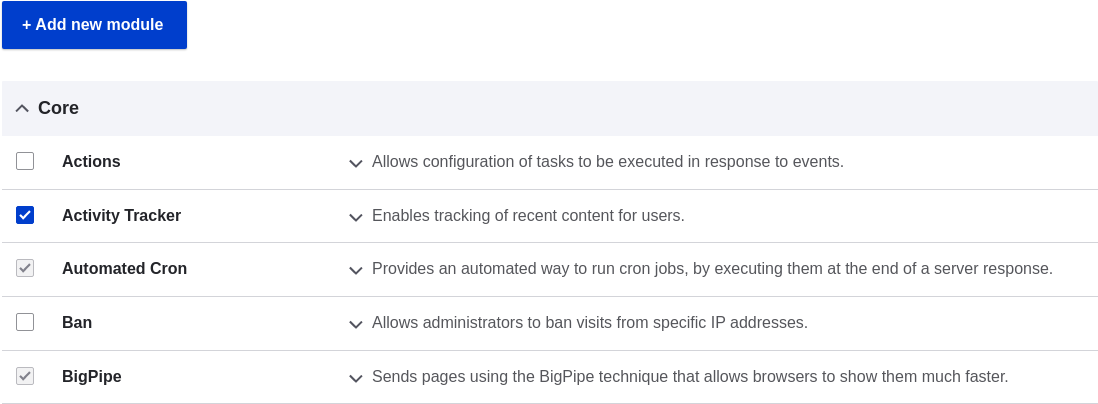 + Add new module
Core
Actions Allows configuration of tasks to be executed in response to events.
Activity Tracker Enables tracking of recent content for users.
Automated Cron Provides an automated way to run cron jobs, by executing them at the end of a server response.
Ban Allows administrators to ban visits from specific IP addresses.
BigPipe Sends pages using the BigPipe technique that allows browsers to show them much faster.